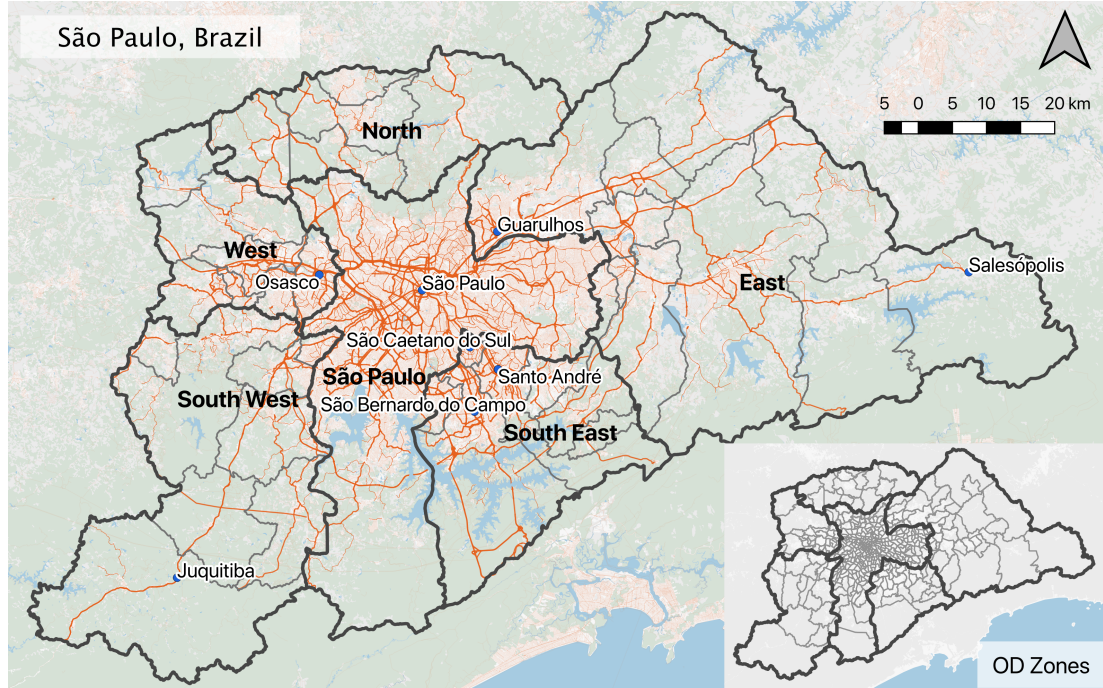 São Paulo, Brazil
5 0 5 10 15 20 km
North
Guarulhos
West
Osasco
São Paulo
East
Salesópolis
São Caetano do Sul
São Paulo
Santo André
South West
São Bernardo do Campo
South East
Juquitiba
OD Zones